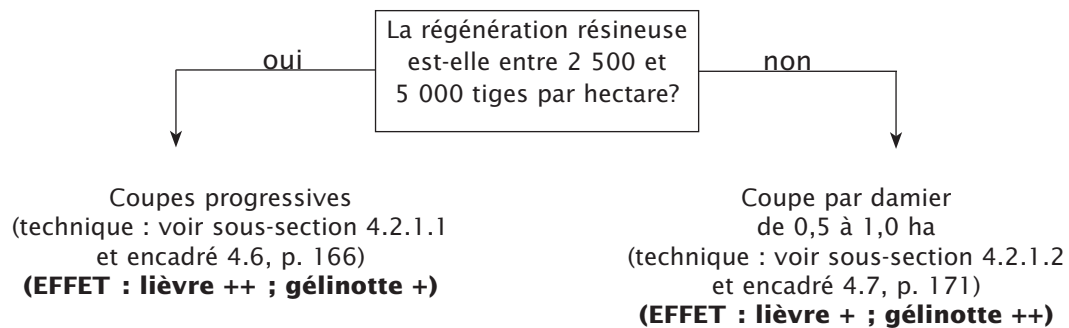 La régénération résineuse
est-elle entre 2 500 et
5 000 tiges par hectare?
oui
non
Coupes progressives
(technique : voir sous-section 4.2.1.1
et encadré 4.6, p. 166)
(EFFET : lièvre ++ ; gélinotte +)
Coupe par damier
de 0,5 à 1,0 ha
(technique : voir sous-section 4.2.1.2
et encadré 4.7, p. 171)
(EFFET : lièvre + ; gélinotte ++)